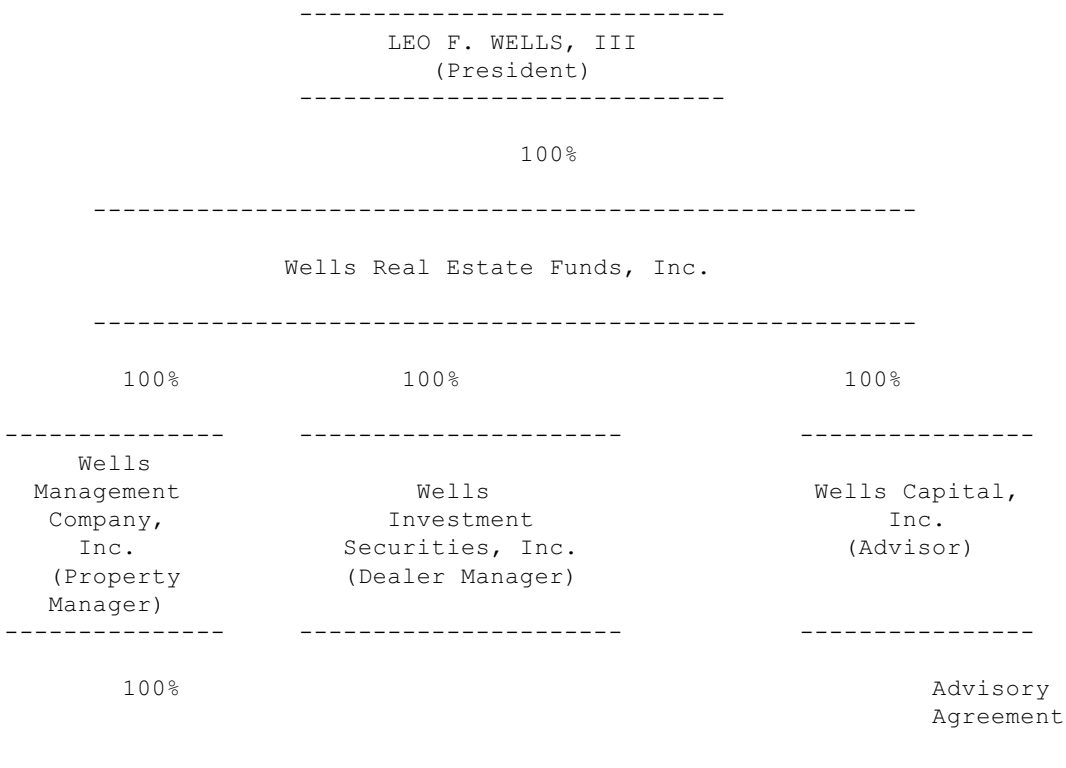 -----------------------------
LEO F. WELLS, III
(President)
-----------------------------
100%
--------------------------------------------------------
Wells Real Estate Funds, Inc.
--------------------------------------------------------
100% 100% 100%
--------------- ---------------------- ----------------
Wells
Management Wells Wells Capital,
Company, Investment Inc.
Inc. Securities, Inc. (Advisor)
(Property (Dealer Manager)
Manager)
--------------- ---------------------- ----------------
100% Advisory
Agreement